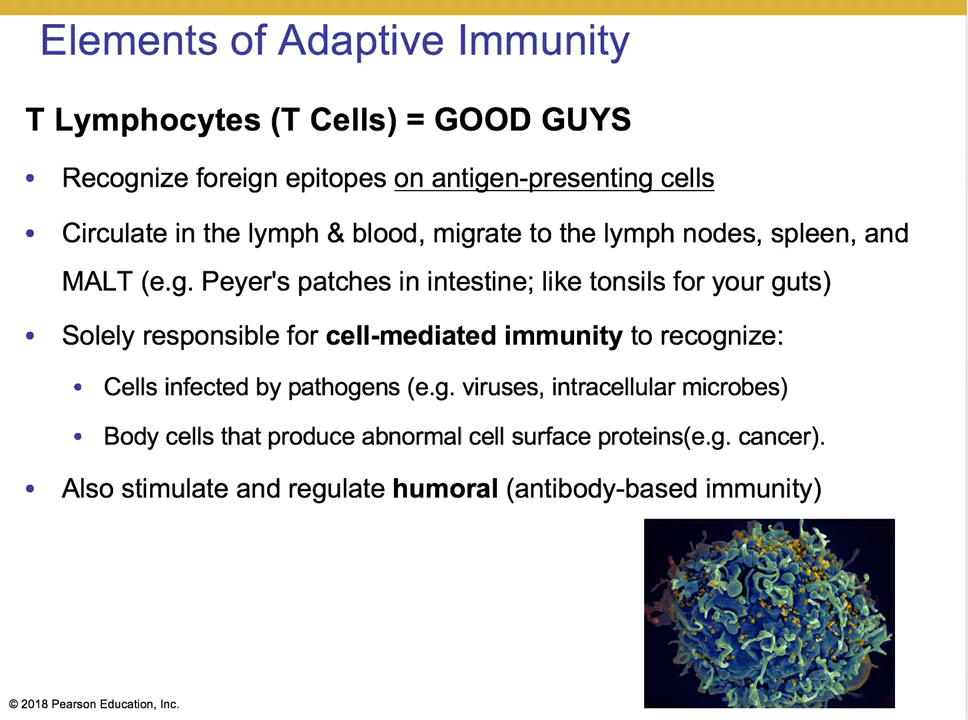 Elements of Adaptive Immunity
T Lymphocytes (T Cells) = GOOD GUYS
• Recognize foreign epitopes on antigen-presenting cells
• Circulate in the lymph & blood, migrate to the lymph nodes, spleen, and
MALT (e.g. Peyer's patches in intestine; like tonsils for your guts)
• Solely responsible for cell-mediated immunity to recognize:
• Cells infected by pathogens (e.g. viruses, intracellular microbes)
• Body cells that produce abnormal cell surface proteins(e.g. cancer).
• Also stimulate and regulate humoral (antibody-based immunity)
© 2018 Pearson Education, Inc.